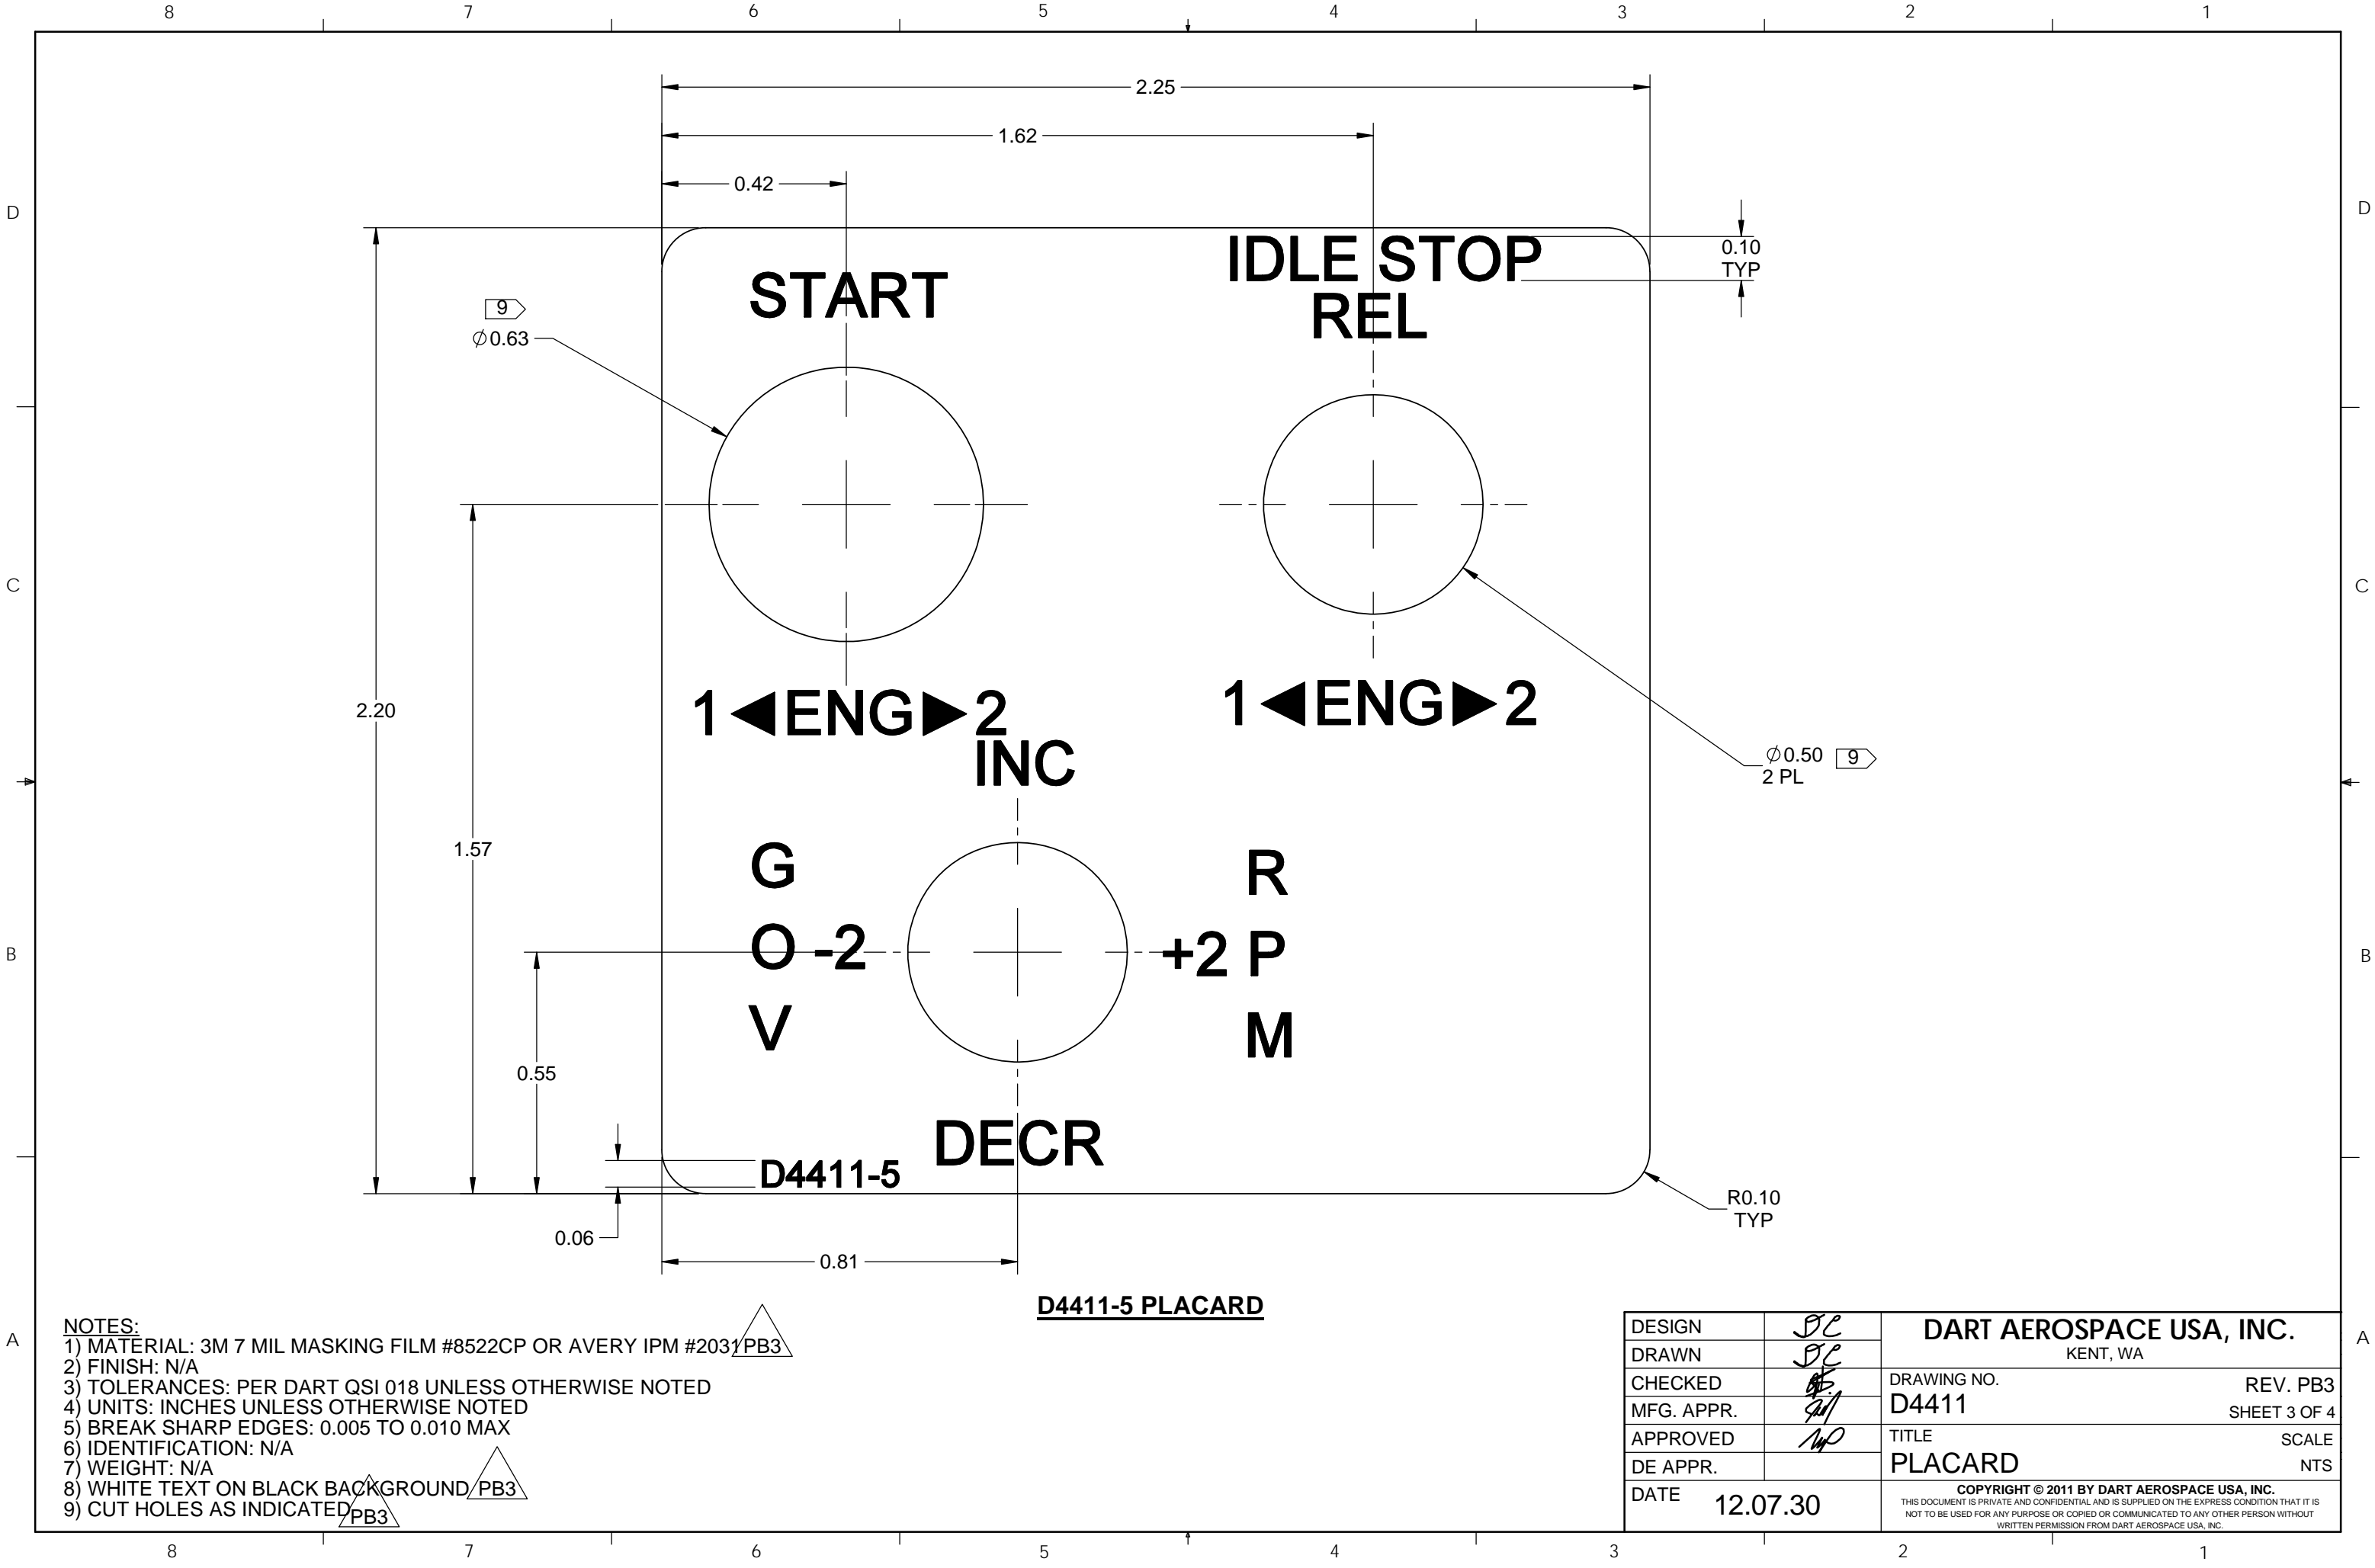 8 7 6 5 4 3 2 1
D D
C C
B B
A A
2.25
1.62
0.42
START
IDLE STOP
REL
0.10
TYP
9
Ø0.63
2.20
1.57
1◄ENG►2
1◄ENG►2
INC
Ø0.50 9
2 PL
G
O -2
V
+2
R
P
M
0.55
DECR
D4411-5
0.06
0.81
R0.10
TYP
D4411-5 PLACARD
NOTES:
1) MATERIAL: 3M 7 MIL MASKING FILM #8522CP OR AVERY IPM #2031 PB3
2) FINISH: N/A
3) TOLERANCES: PER DART QSI 018 UNLESS OTHERWISE NOTED
4) UNITS: INCHES UNLESS OTHERWISE NOTED
5) BREAK SHARP EDGES: 0.005 TO 0.010 MAX
6) IDENTIFICATION: N/A
7) WEIGHT: N/A
8) WHITE TEXT ON BLACK BACKGROUND PB3
9) CUT HOLES AS INDICATED PB3
DESIGN
DRAWN
CHECKED
MFG. APPR.
APPROVED
DE APPR.
DATE 12.07.30
DART AEROSPACE USA, INC.
KENT, WA
DRAWING NO.
D4411
REV. PB3
SHEET 3 OF 4
TITLE
PLACARD
SCALE
NTS
COPYRIGHT © 2011 BY DART AEROSPACE USA, INC.
THIS DOCUMENT IS PRIVATE AND CONFIDENTIAL AND IS SUPPLIED ON THE EXPRESS CONDITION THAT IT IS
NOT TO BE USED FOR ANY PURPOSE OR COPIED OR COMMUNICATED TO ANY OTHER PERSON WITHOUT
WRITTEN PERMISSION FROM DART AEROSPACE USA, INC.
8 7 6 5 4 3 2 1